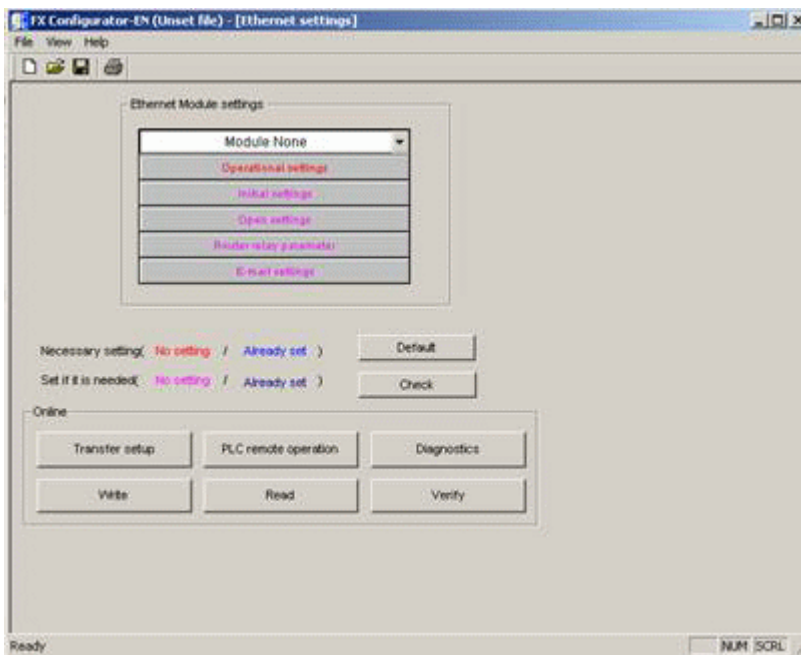 FX Configurator-EN (Unset file) - [Ethernet settings]
File View Help
Ethernet Module settings
Module None
Operational settings
Initial settings
Open settings
Router relay parameter
E-mail settings
Necessary setting( No setting / Already set ) Default
Set if it is needed( No setting / Already set ) Check
Online
Transfer setup PLC remote operation Diagnostics
Write Read Verify
Ready NUM SCRL